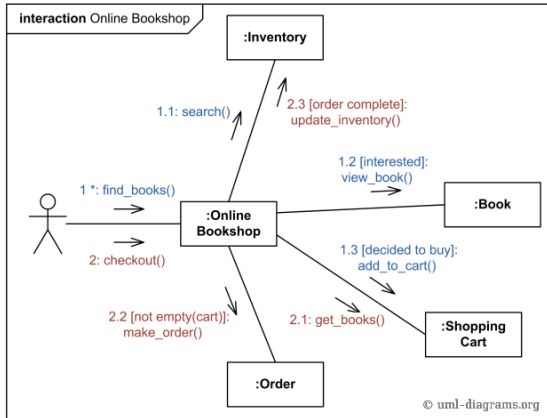 interaction Online Bookshop
:Inventory
1.1: search()
2.3 [order complete]:
update_inventory()
1.2 [interested]:
view_book()
1 *: find_books()
:Online
Bookshop
:Book
2: checkout()
1.3 [decided to buy]:
add_to_cart()
2.2 [not empty(cart)]:
make_order()
2.1: get_books()
:Shopping
Cart
:Order
© uml-diagrams.org